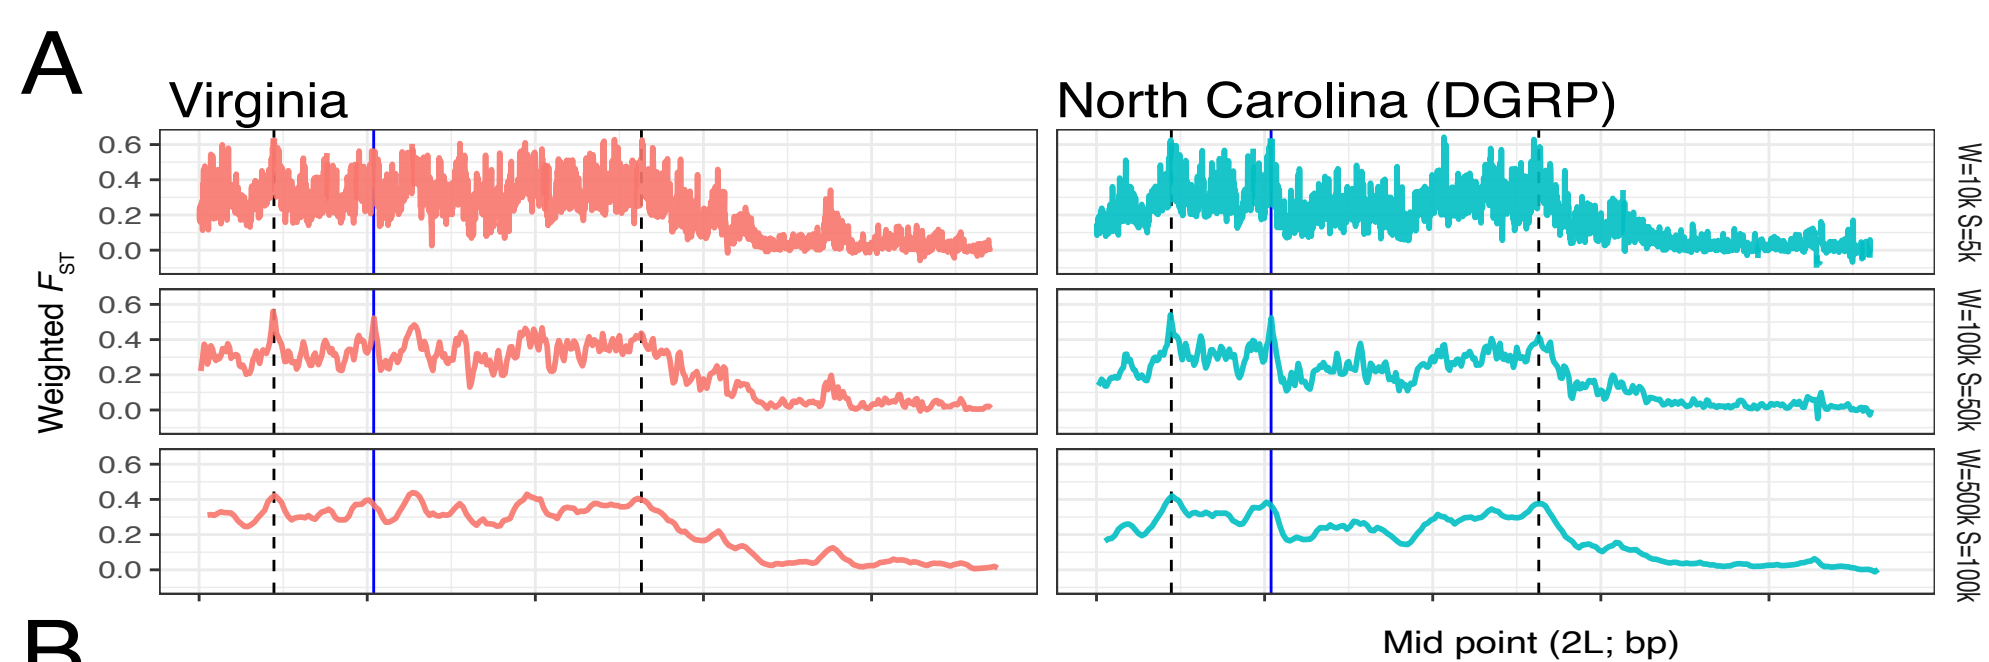 A
Virginia
North Carolina (DGRP)
Weighted FST
0.6
0.4
0.2
0.0
W=10k S=5k
0.6
0.4
0.2
0.0
W=100k S=50k
0.6
0.4
0.2
0.0
W=500k S=100k
Mid point (2L; bp)
B